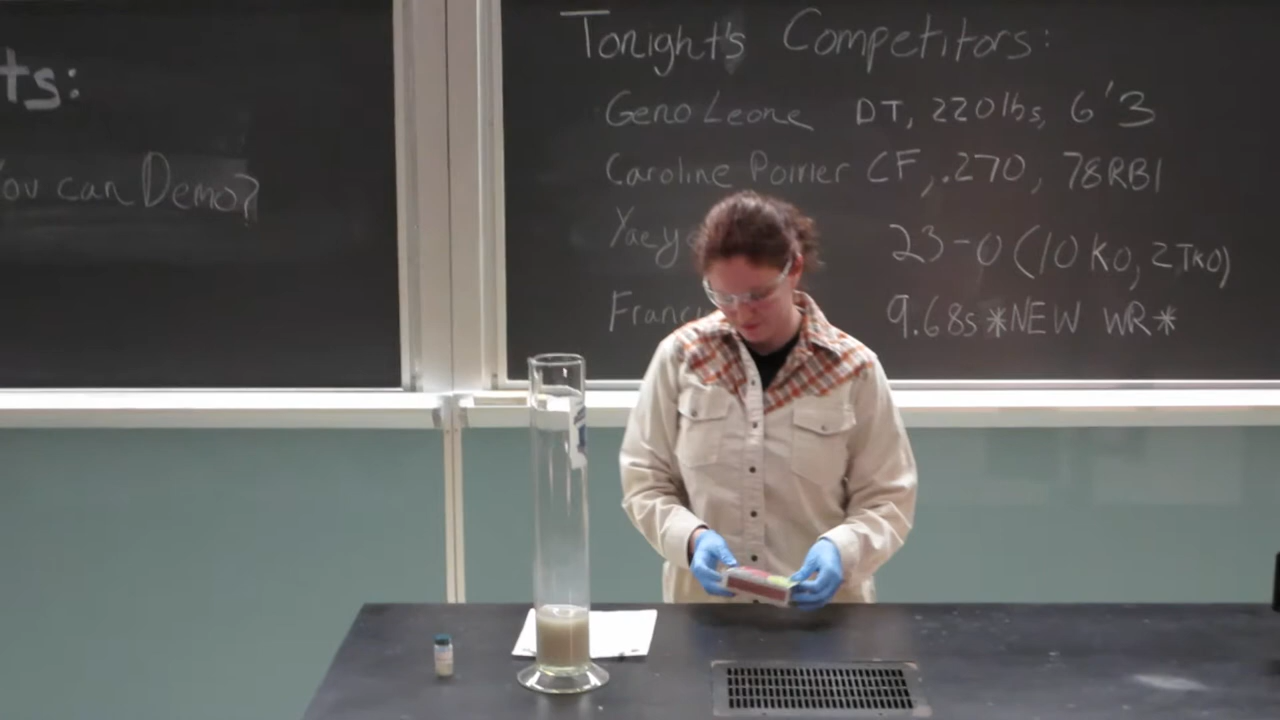 ts:
You can Demo?
Tonight's Competitors:
Geno Leone DT, 220lbs, 6'3
Caroline Poirier CF, .270, 78RBI
23-0 (10 KO, 2TKO)
9.68s *NEW WR*